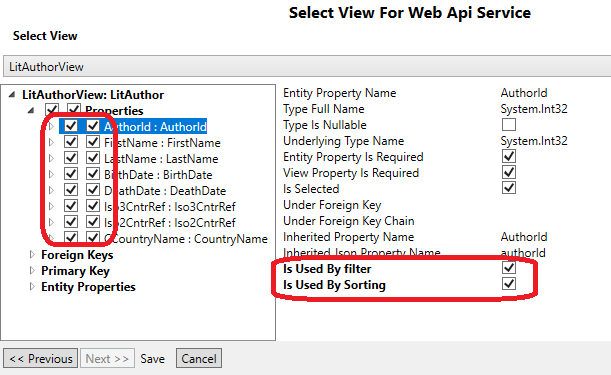 Select View For Web Api Service
Select View
LitAuthorView
LitAuthorView: LitAuthor
Properties
AuthorId : AuthorId
FirstName : FirstName
LastName : LastName
BirthDate : BirthDate
DeathDate : DeathDate
Iso3CntrRef : Iso3CntrRef
Iso2CntrRef : Iso2CntrRef
CCountryName : CountryName
Foreign Keys
Primary Key
Entity Properties
Entity Property Name AuthorId
Type Full Name System.Int32
Type Is Nullable
Underlying Type Name System.Int32
Entity Property Is Required
View Property Is Required
Is Selected
Under Foreign Key
Under Foreign Key Chain
Inherited Property Name AuthorId
Inherited Json Property Name authorId
Is Used By filter
Is Used By Sorting
<< Previous Next >> Save Cancel